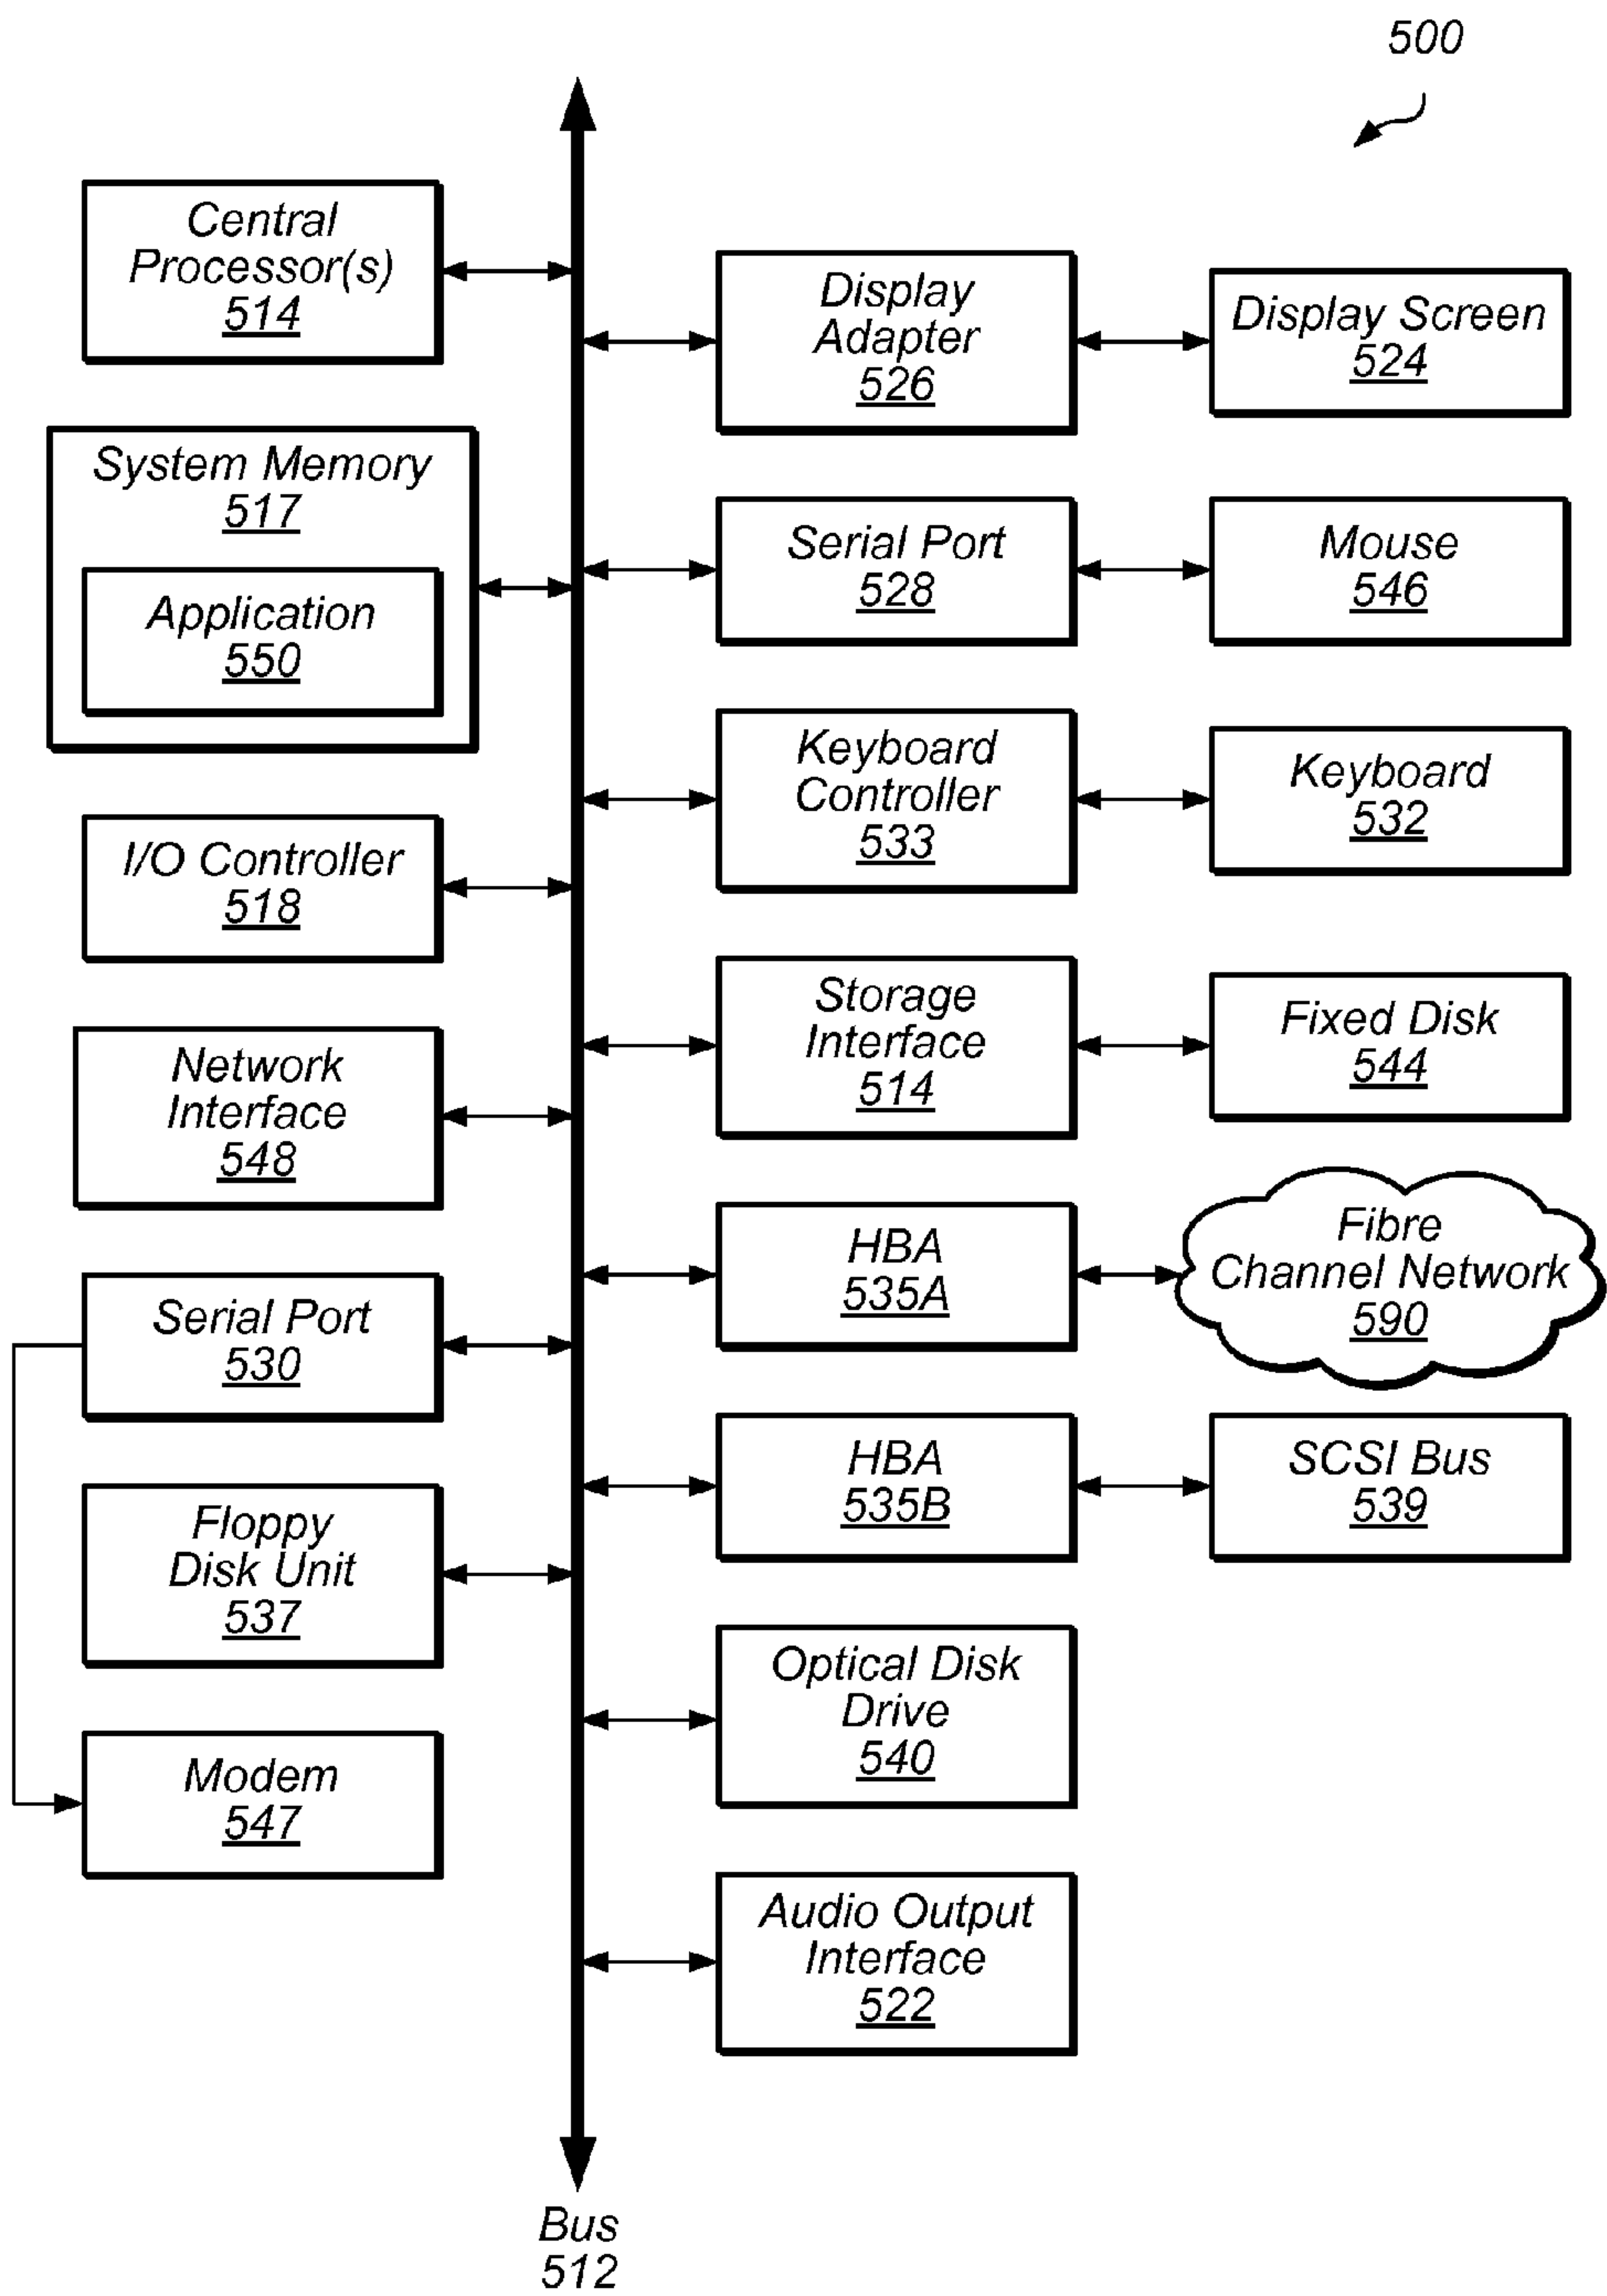 500
Central
Processor(s)
514
System Memory
517
Application
550
I/O Controller
518
Network
Interface
548
Serial Port
530
Floppy
Disk Unit
537
Modem
547
Display
Adapter
526
Display Screen
524
Serial Port
528
Mouse
546
Keyboard
Controller
533
Keyboard
532
Storage
Interface
514
Fixed Disk
544
HBA
535A
Fibre
Channel Network
590
HBA
535B
SCSI Bus
539
Optical Disk
Drive
540
Audio Output
Interface
522
Bus
512